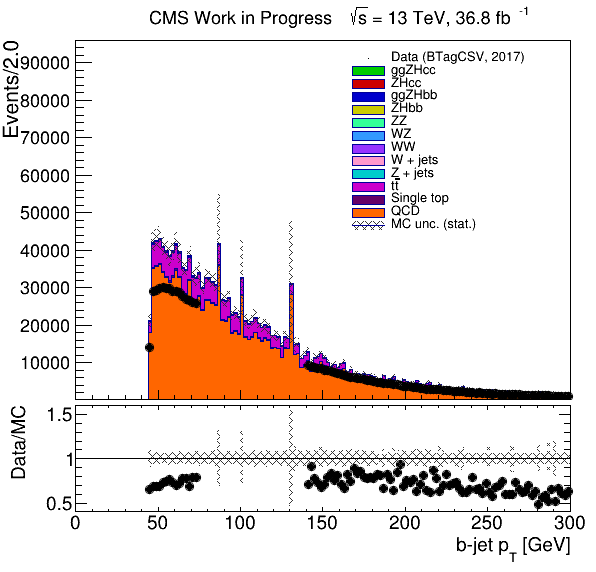 CMS Work in Progress √s = 13 TeV, 36.8 fb -1
Events/2.0
90000
80000
70000
60000
50000
40000
30000
20000
10000
Data (BTagCSV, 2017)
ggZHcc
ZHcc
ggZHbb
ZHbb
ZZ
WZ
WW
W + jets
Z + jets
tt̄
Single top
QCD
MC unc. (stat.)
Data/MC
1.5
1
0.5
0 50 100 150 200 250 300
b-jet p_T [GeV]